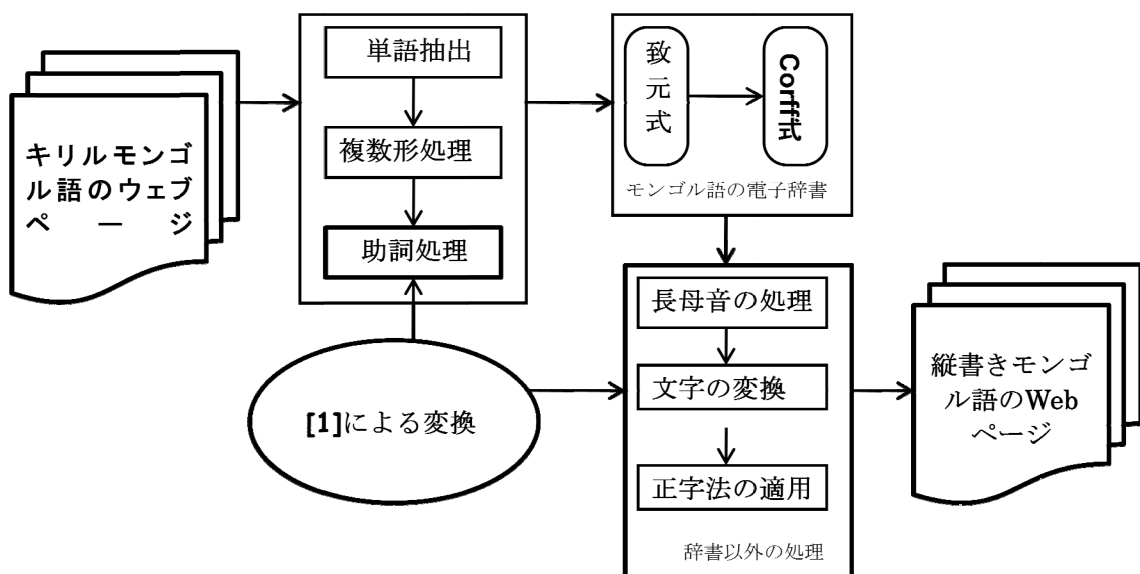 キリルモンゴ
ル語のウェブ
ページ
単語抽出
複数形処理
助詞処理
致元式
Corff式
モンゴル語の電子辞書
[1]による変換
長母音の処理
文字の変換
正字法の適用
辞書以外の処理
縦書きモンゴ
ル語のWeb
ページ